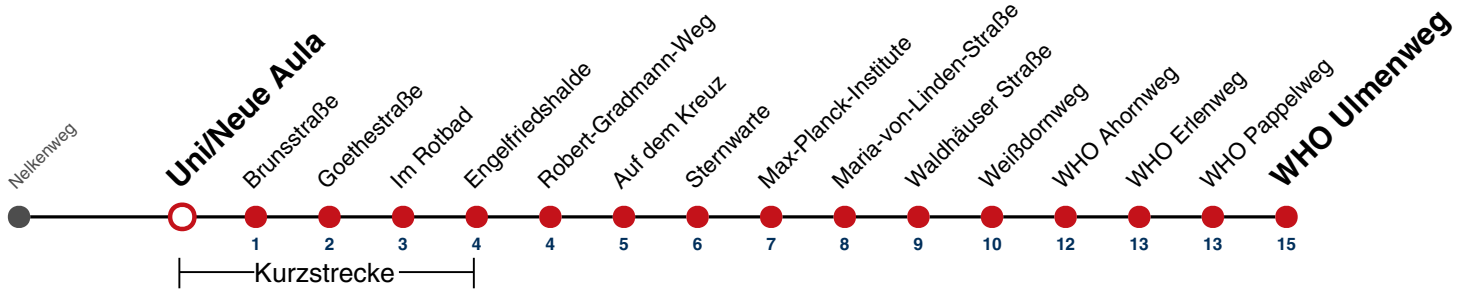 Nelkenweg
Uni/Neue Aula
Brunsstraße
Goethestraße
Im Rotbad
Engelfriedshalde
Robert-Gradmann-Weg
Auf dem Kreuz
Sternwarte
Max-Planck-Institute
Maria-von-Linden-Straße
Waldhäuser Straße
Weißdornweg
WHO Ahornweg
WHO Erlenweg
WHO Pappelweg
WHO Ulmenweg
1 2 3 4 4 5 6 7 8 9 10 12 13 13 15
Kurzstrecke